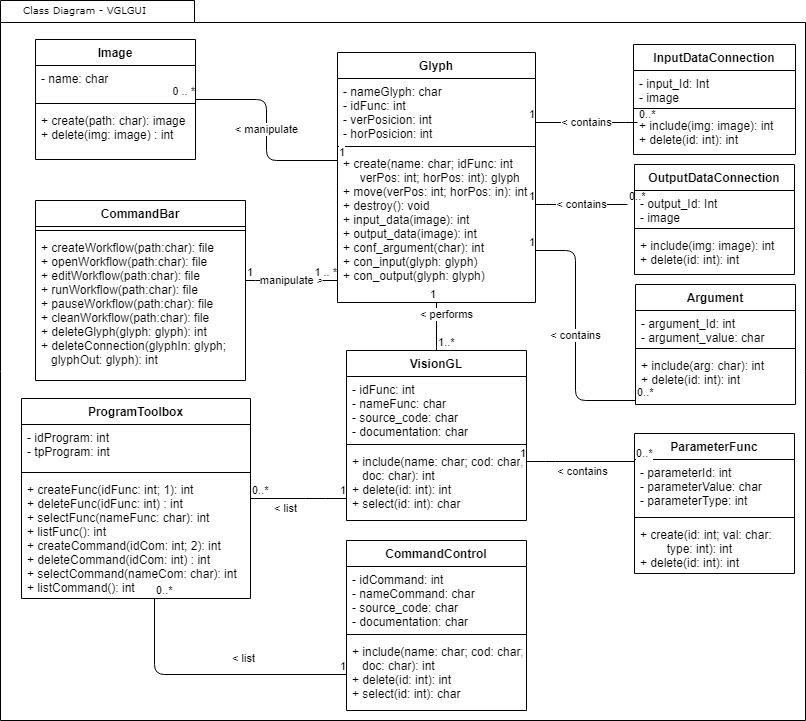 Class Diagram - VGLGUI
Image
- name: char
0 .. *
+ create(path: char): image
+ delete(img: image) : int
< manipulate
Glyph
- nameGlyph: char
- idFunc: int
- verPosicion: int
- horPosicion: int
1
1
+ create(name: char; idFunc: int
verPos: int; horPos: int): glyph
+ move(verPos: int; horPos: in): int
+ destroy(): void
+ input_data(image): int
+ output_data(image): int
+ conf_argument(char): int
+ con_input(glyph: glyph)
+ con_output(glyph: glyph)
1
1
1
< contains
InputDataConnection
- input_Id: Int
- image
0..*
+ include(img: image): int
+ delete(id: int): int
< contains
OutputDataConnection
0..*
- output_Id: Int
- image
+ include(img: image): int
+ delete(id: int): int
CommandBar
+ createWorkflow(path:char): file
+ openWorkflow(path:char): file
+ editWorkflow(path:char): file
+ runWorkflow(path:char): file
+ pauseWorkflow(path:char): file
+ cleanWorkflow(path:char): file
+ deleteGlyph(glyph: glyph): int
+ deleteConnection(glyphIn: glyph;
glyphOut: glyph): int
1
manipulate >
1 .. *
< contains
Argument
- argument_Id: int
- argument_value: char
+ include(arg: char): int
+ delete(id: int): int
0..*
< performs
1..*
VisionGL
- idFunc: int
- nameFunc: char
- source_code: char
- documentation: char
1
+ include(name: char; cod: char,
doc: char): int
+ delete(id: int): int
+ select(id: int): char
ProgramToolbox
- idProgram: int
- tpProgram: int
+ createFunc(idFunc: int; 1): int
+ deleteFunc(idFunc: int) : int
+ selectFunc(nameFunc: char): int
+ listFunc(): int
+ createCommand(idCom: int; 2): int
+ deleteCommand(idCom: int) : int
+ selectCommand(nameCom: char): int
+ listCommand(): int
0..*
0..*
1
< list
< contains
0..*
ParameterFunc
- parameterId: int
- parameterValue: char
- parameterType: int
+ create(id: int; val: char:
type: int): int
+ delete(id: int): int
CommandControl
- idCommand: int
- nameCommand: char
- source_code: char
- documentation: char
+ include(name: char; cod: char;
doc: char): int
+ delete(id: int): int
+ select(id: int): char
1
< list